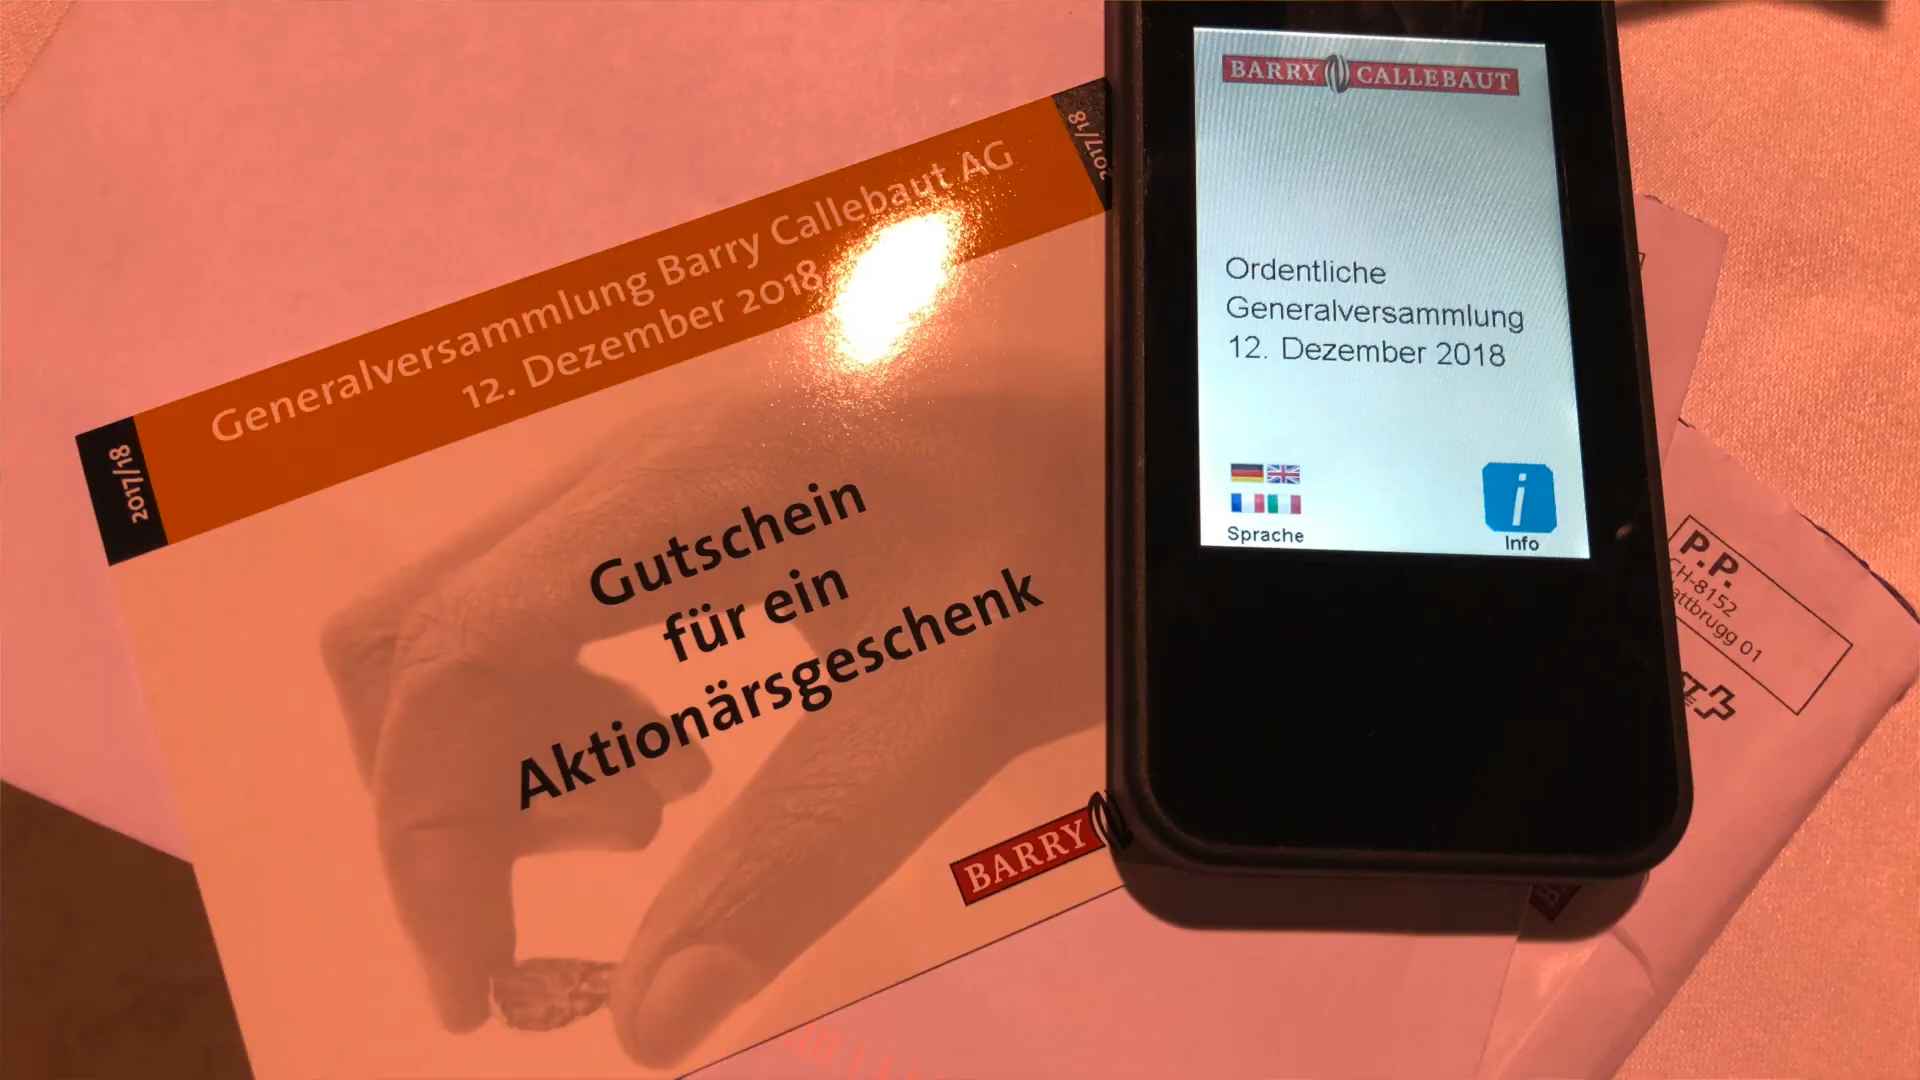 2017/18
Generalversammlung Barry Callebaut AG
12. Dezember 2018
2017/18
Gutschein
für ein
Aktionärsgeschenk
BARRY
BARRY CALLEBAUT
Ordentliche
Generalversammlung
12. Dezember 2018
Sprache
i
Info
P.P.
CH-8152
attbrugg 01